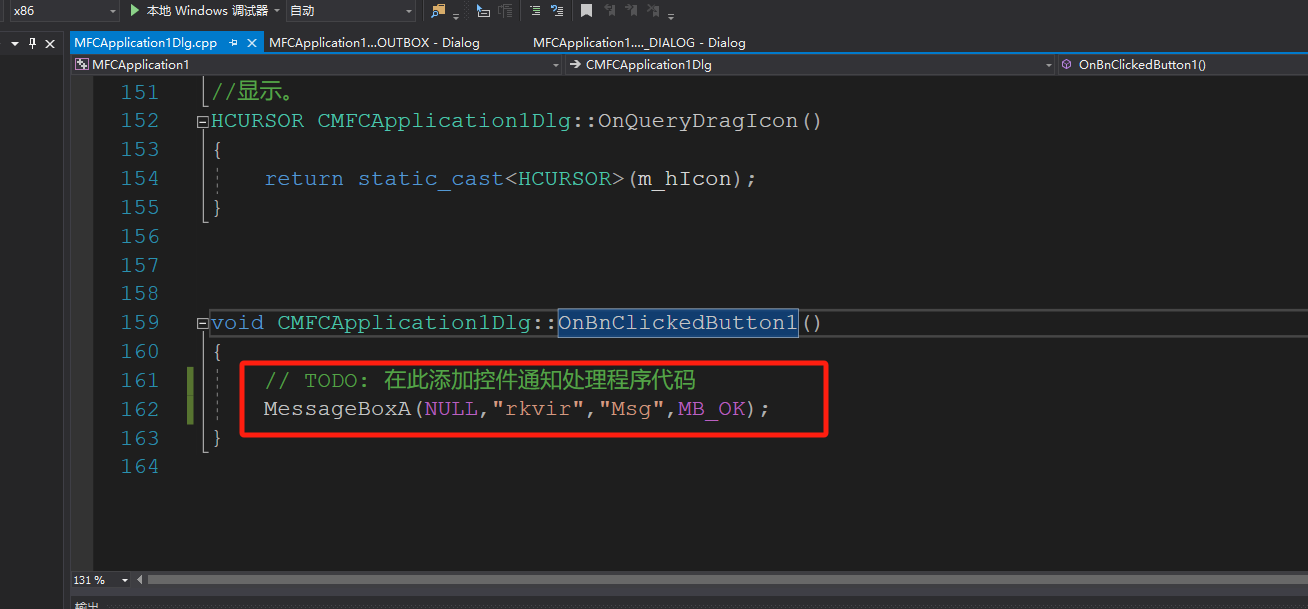 x86 本地 Windows 调试器 自动
MFCApplication1Dlg.cpp MFCApplication1...OUTBOX - Dialog MFCApplication1...._DIALOG - Dialog
MFCApplication1 CMFCApplication1Dlg OnBnClickedButton1()
151 //显示。
152 HCURSOR CMFCApplication1Dlg::OnQueryDragIcon()
153 {
154 return static_cast<HCURSOR>(m_hIcon);
155 }
156
157
158
159 void CMFCApplication1Dlg::OnBnClickedButton1()
160 {
161 // TODO: 在此添加控件通知处理程序代码
162 MessageBoxA(NULL,"rkvir","Msg",MB_OK);
163 }
164
131 %
输出